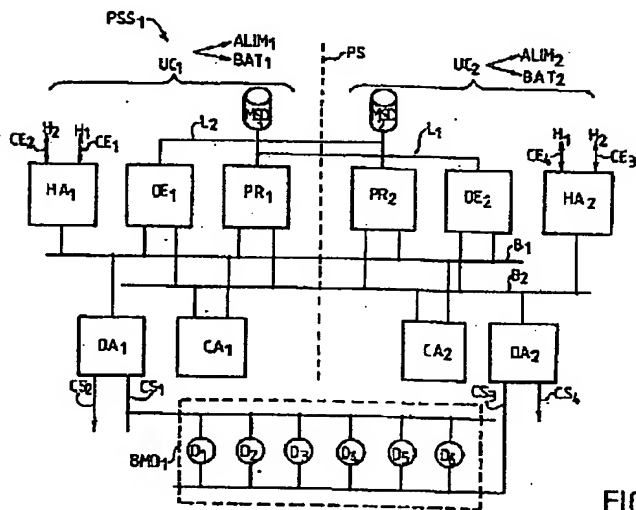 PSS1
UC1 ALIM1 BAT1
PS
UC2 ALIM2 BAT2
MSD2
L2
L1
CE2 H2 H1 CE1
H1 CE4 H2 CE3
HA1 DE1 PR1 PR2 DE2 HA2
B1
B2
DA1 CA1 CA2 DA2
CS2 CS1 CS3 CS4
BMD1 D1 D2 D3 D4 D5 D6
FIG